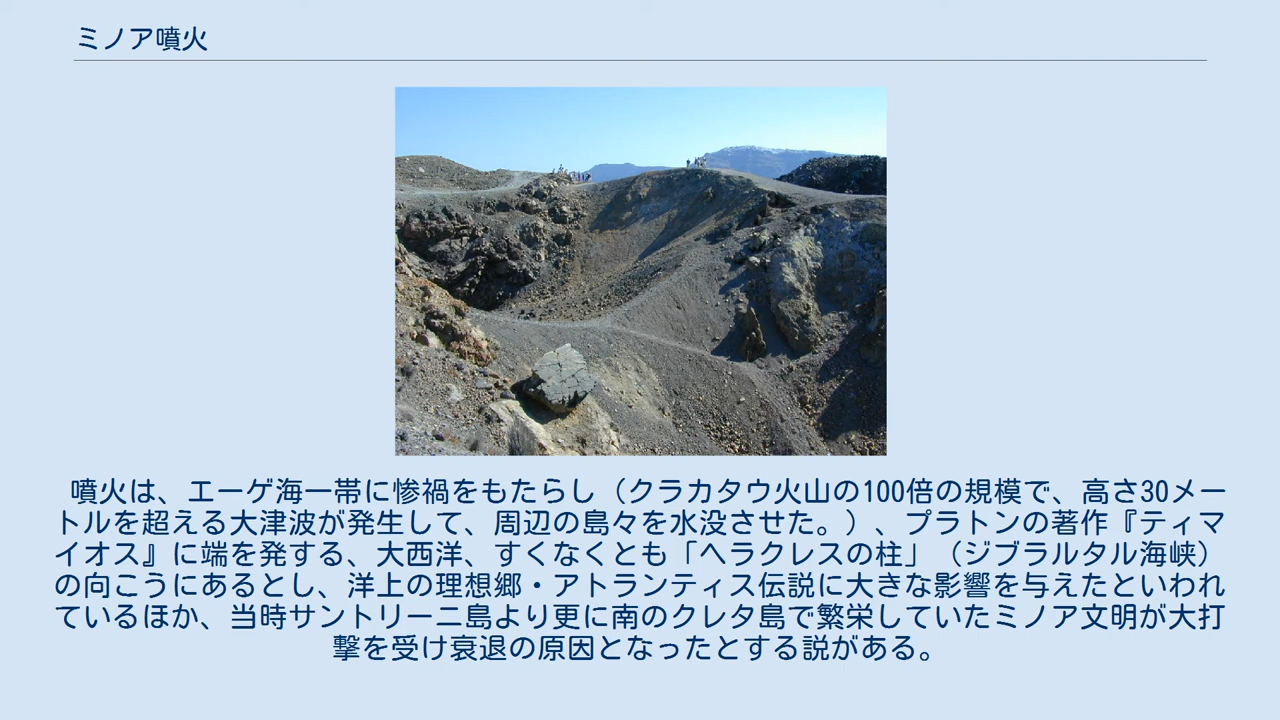 ミノア噴火
噴火は、エーゲ海一帯に惨禍をもたらし（クラカタウ火山の100倍の規模で、高さ30メー
トルを超える大津波が発生して、周辺の島々を水没させた。）、プラトンの著作『ティマ
イオス』に端を発する、大西洋、すくなくとも「ヘラクレスの柱」（ジブラルタル海峡）
の向こうにあるとし、洋上の理想郷・アトランティス伝説に大きな影響を与えたといわれ
ているほか、当時サントリーニ島より更に南のクレタ島で繁栄していたミノア文明が大打
撃を受け衰退の原因となったとする説がある。